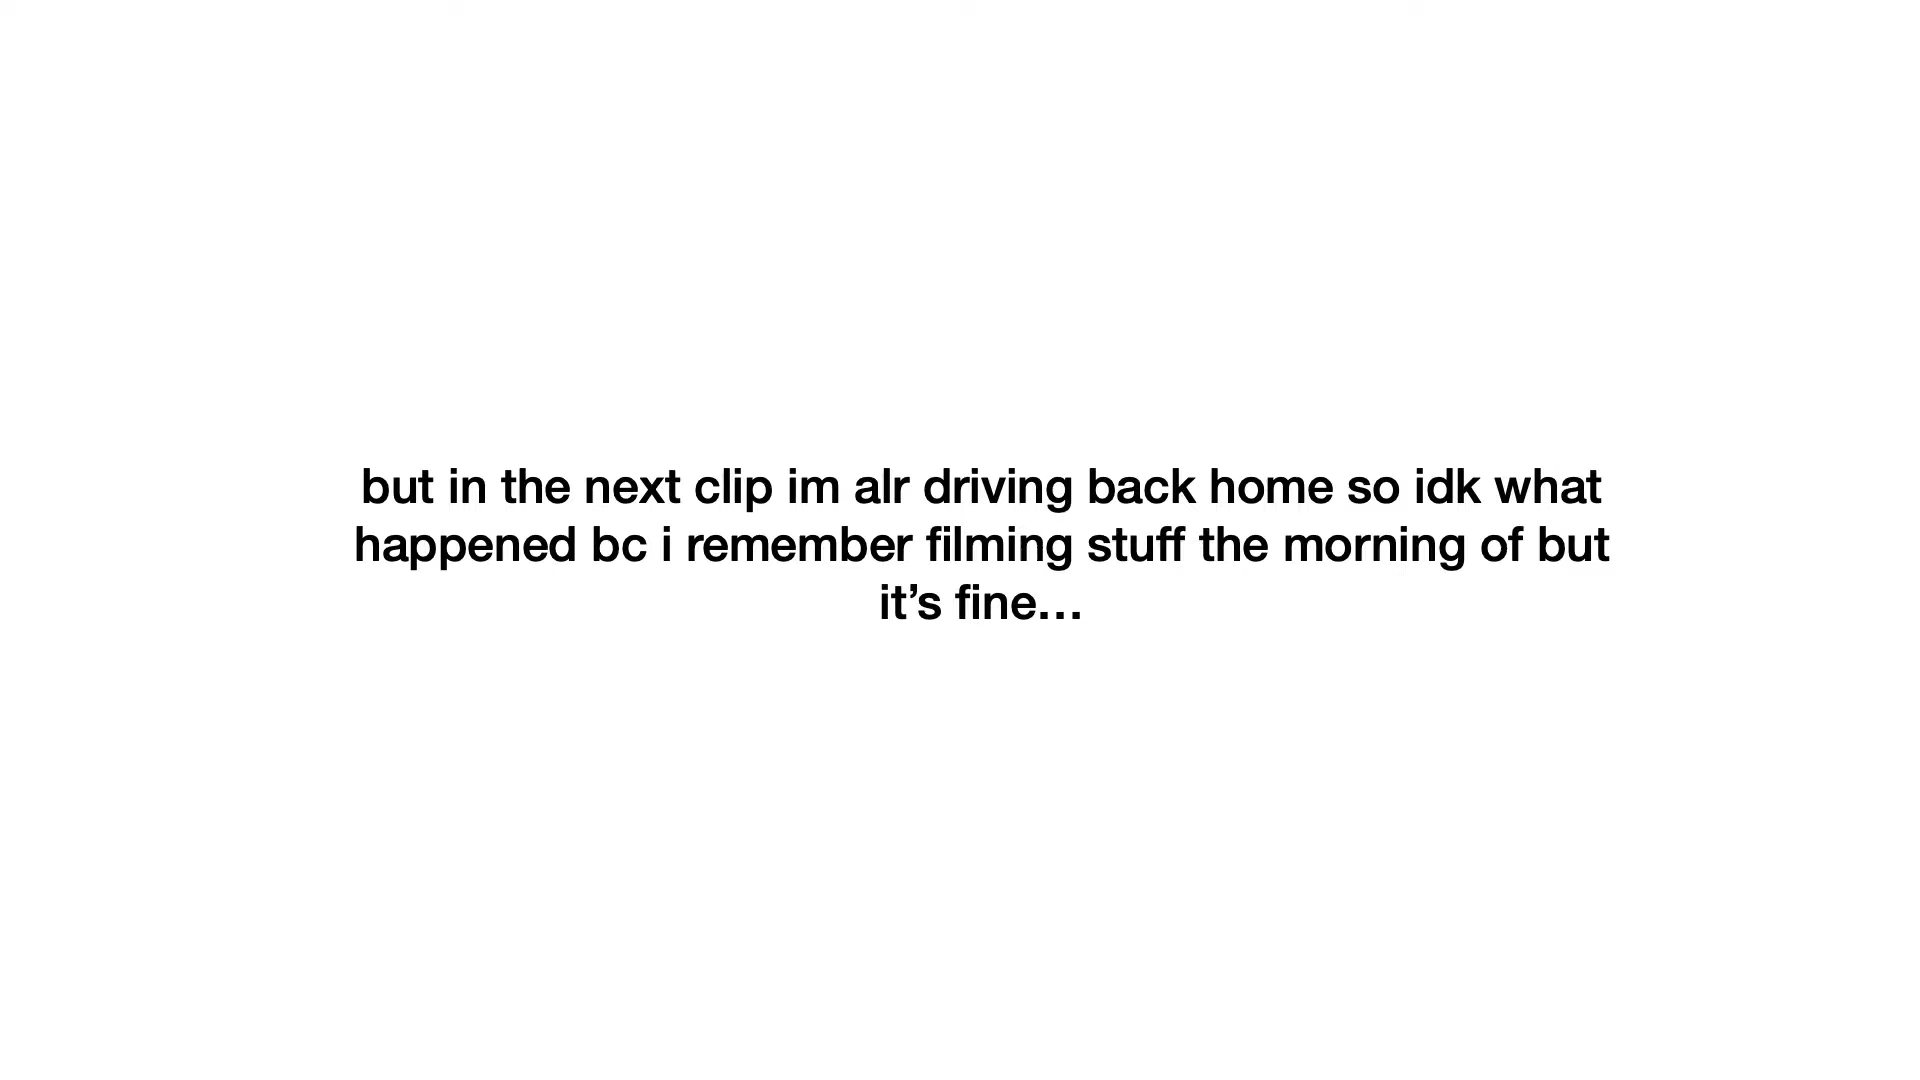 but in the next clip im alr driving back home so idk what
happened bc i remember filming stuff the morning of but
it’s fine…